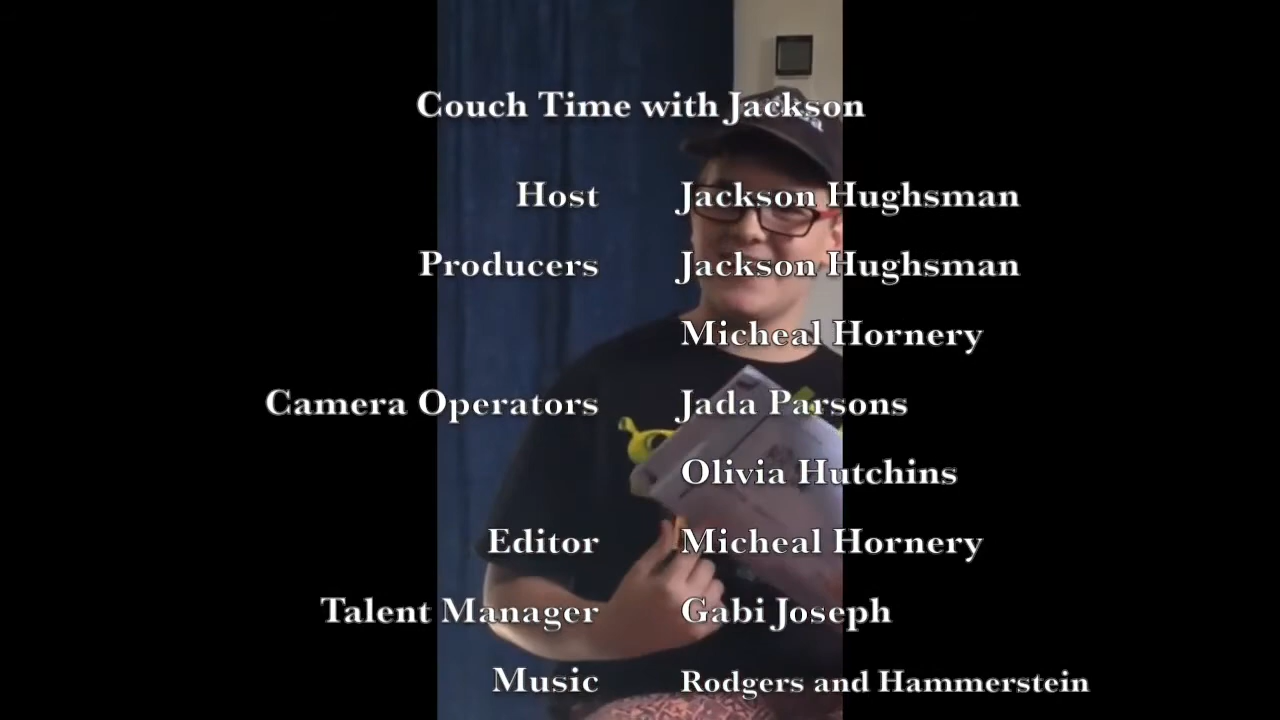 Couch Time with Jackson
Host Jackson Hughsman
Producers Jackson Hughsman
Micheal Hornery
Camera Operators Jada Parsons
Olivia Hutchins
Editor Micheal Hornery
Talent Manager Gabi Joseph
Music Rodgers and Hammerstein